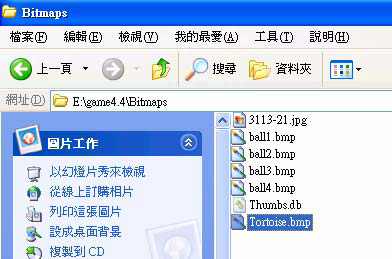 Bitmaps
檔案(F) 編輯(E) 檢視(V) 我的最愛(A) 工具(T) 說明(H)
上一頁 搜尋 資料夾
網址(D) E:\game4.4\Bitmaps
圖片工作
以幻燈片秀來檢視
從線上訂購相片
列印這張圖片
設成桌面背景
複製到 CD
3113-21.jpg
ball1.bmp
ball2.bmp
ball3.bmp
ball4.bmp
Thumbs.db
Tortoise.bmp